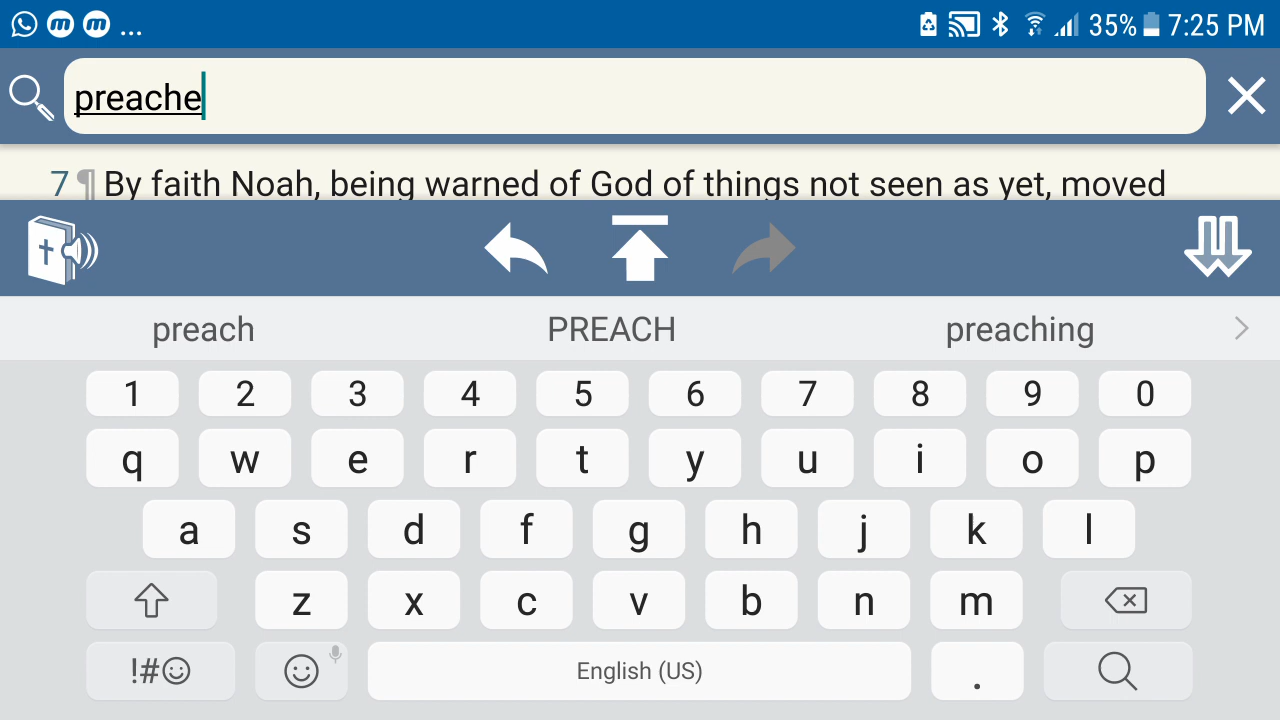 ... 35% 7:25 PM
preache
7 ¶ By faith Noah, being warned of God of things not seen as yet, moved
preach PREACH preaching
1 2 3 4 5 6 7 8 9 0
q w e r t y u i o p
a s d f g h j k l
z x c v b n m
!#☺ English (US) .